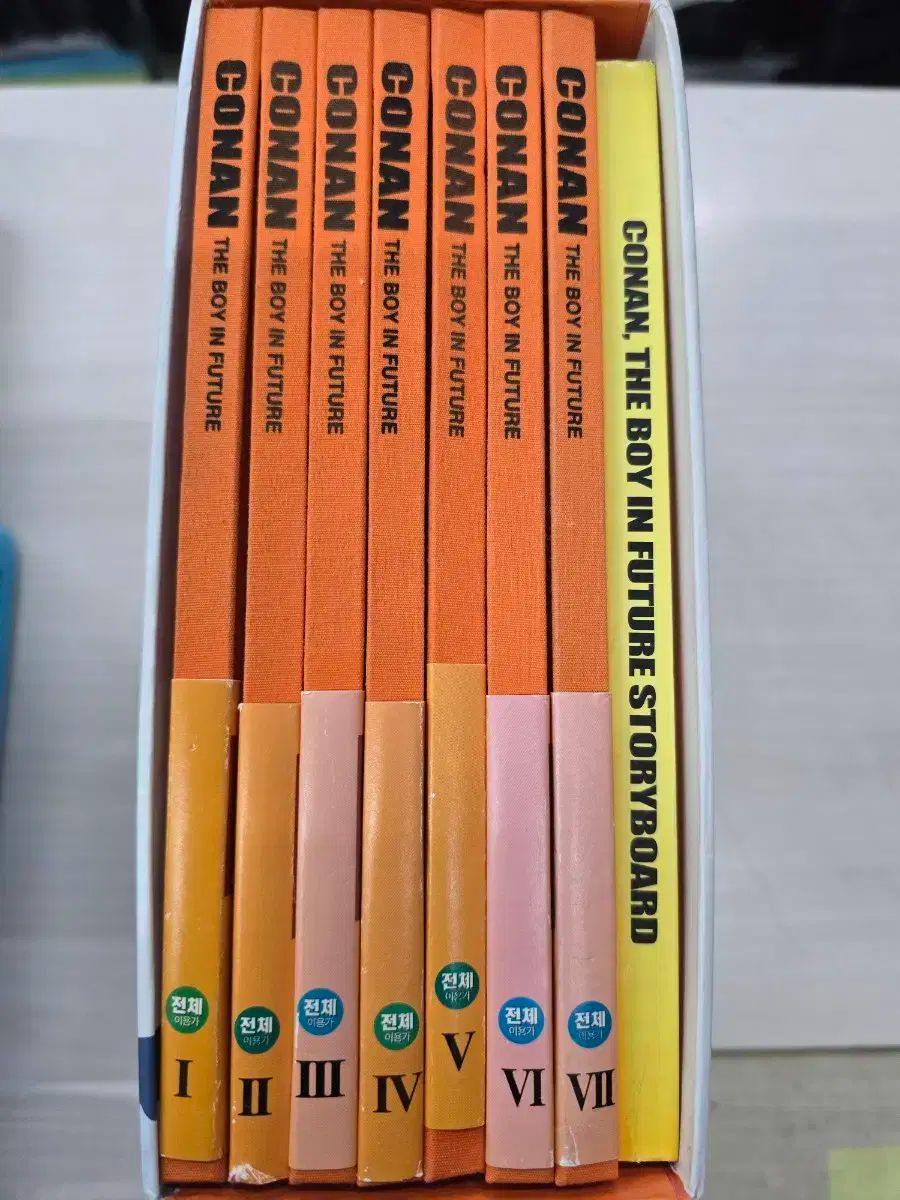 CONAN THE BOY IN FUTURE
전체
이용가
I
CONAN THE BOY IN FUTURE
전체
이용가
II
CONAN THE BOY IN FUTURE
전체
이용가
III
CONAN THE BOY IN FUTURE
전체
이용가
IV
CONAN THE BOY IN FUTURE
전체
이용가
V
CONAN THE BOY IN FUTURE
전체
이용가
VI
CONAN THE BOY IN FUTURE
전체
이용가
VII
CONAN, THE BOY IN FUTURE STORYBOARD